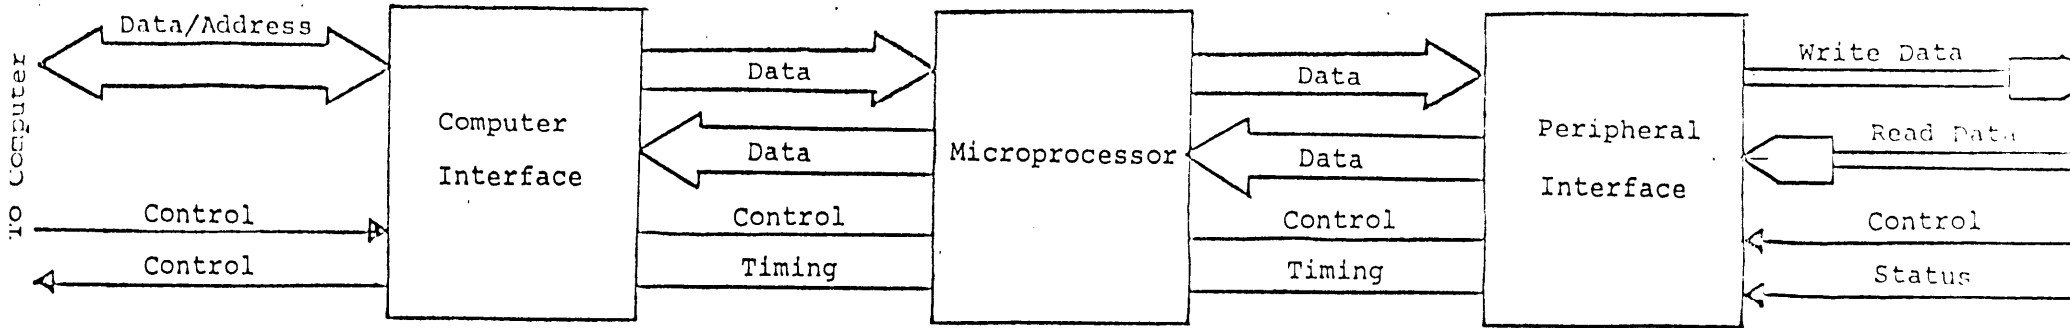 To Computer
Data/Address
Control
Control
Computer
Interface
Data
Data
Control
Timing
Microprocessor
Data
Data
Control
Timing
Peripheral
Interface
Write Data
Read Data
Control
Status